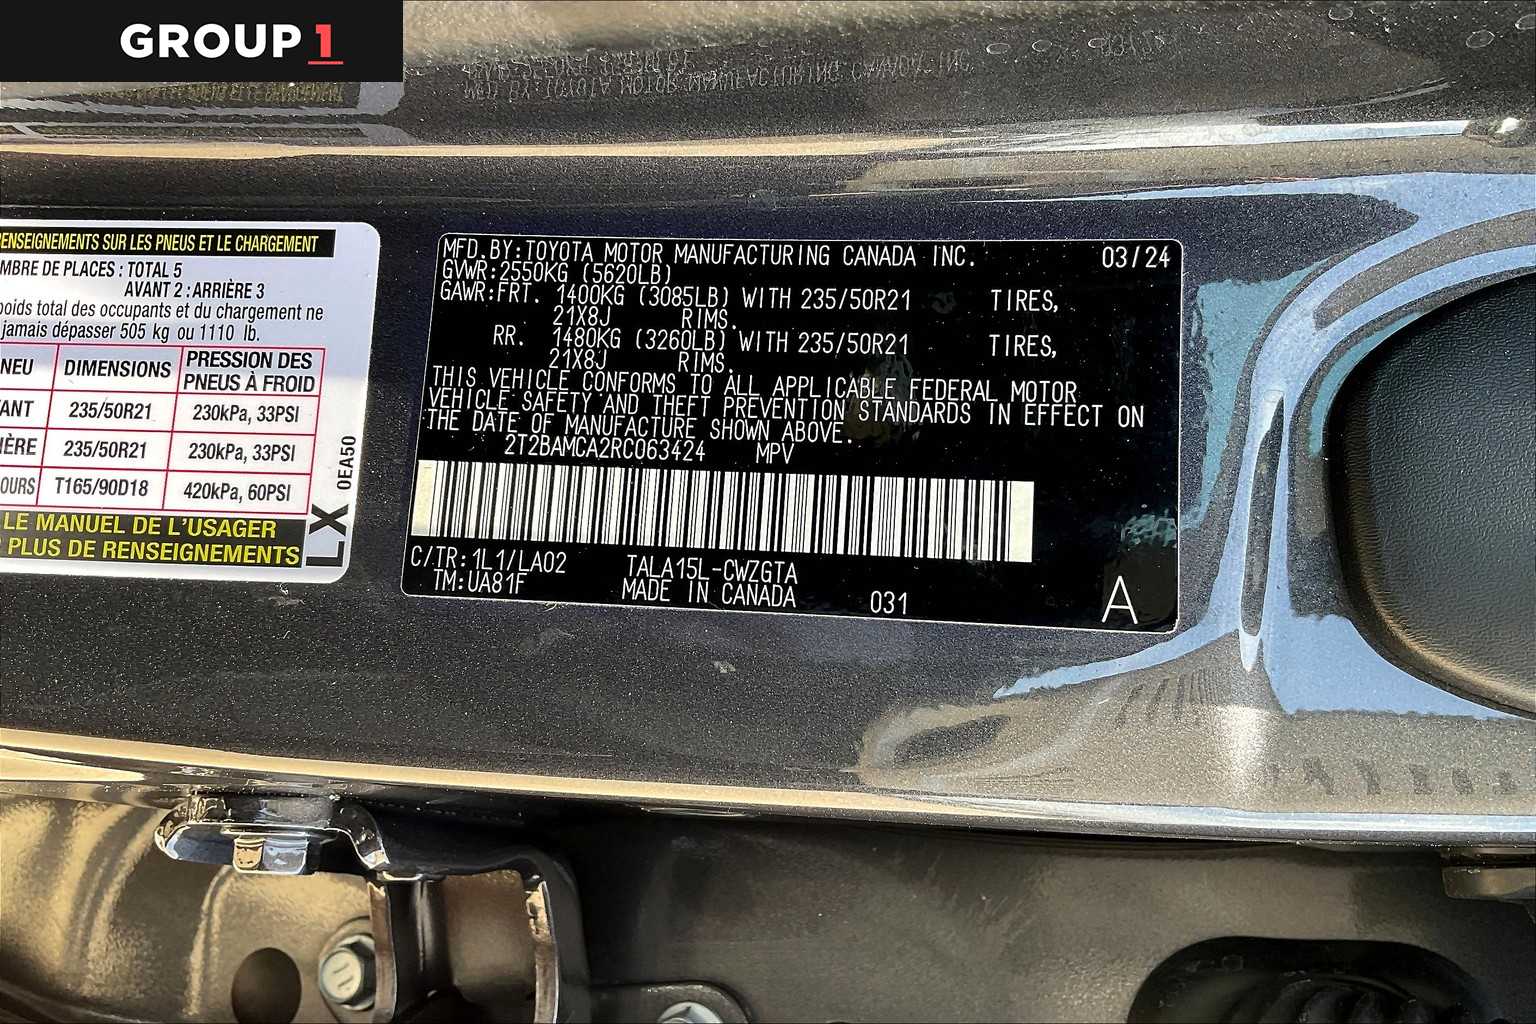 GROUP 1
RENSEIGNEMENTS SUR LES PNEUS ET LE CHARGEMENT
MBRE DE PLACES : TOTAL 5
AVANT 2 : ARRIÈRE 3
poids total des occupants et du chargement ne
jamais dépasser 505 kg ou 1110 lb.
NEU DIMENSIONS PRESSION DES PNEUS À FROID
ANT 235/50R21 230kPa, 33PSI
IÈRE 235/50R21 230kPa, 33PSI
OURS T165/90D18 420kPa, 60PSI
LE MANUEL DE L'USAGER
PLUS DE RENSEIGNEMENTS
LX 0EA50
MFD.BY:TOYOTA MOTOR MANUFACTURING CANADA INC. 03/24
GVWR:2550KG (5620LB)
GAWR:FRT. 1400KG (3085LB) WITH 235/50R21 TIRES,
21X8J RIMS.
RR. 1480KG (3260LB) WITH 235/50R21 TIRES,
21X8J RIMS.
THIS VEHICLE CONFORMS TO ALL APPLICABLE FEDERAL MOTOR
VEHICLE SAFETY AND THEFT PREVENTION STANDARDS IN EFFECT ON
THE DATE OF MANUFACTURE SHOWN ABOVE.
2T2BAMCA2RC063424 MPV
C/TR:1L1/LA02 TALA15L-CWZGTA
TM:UA81F MADE IN CANADA 031
A